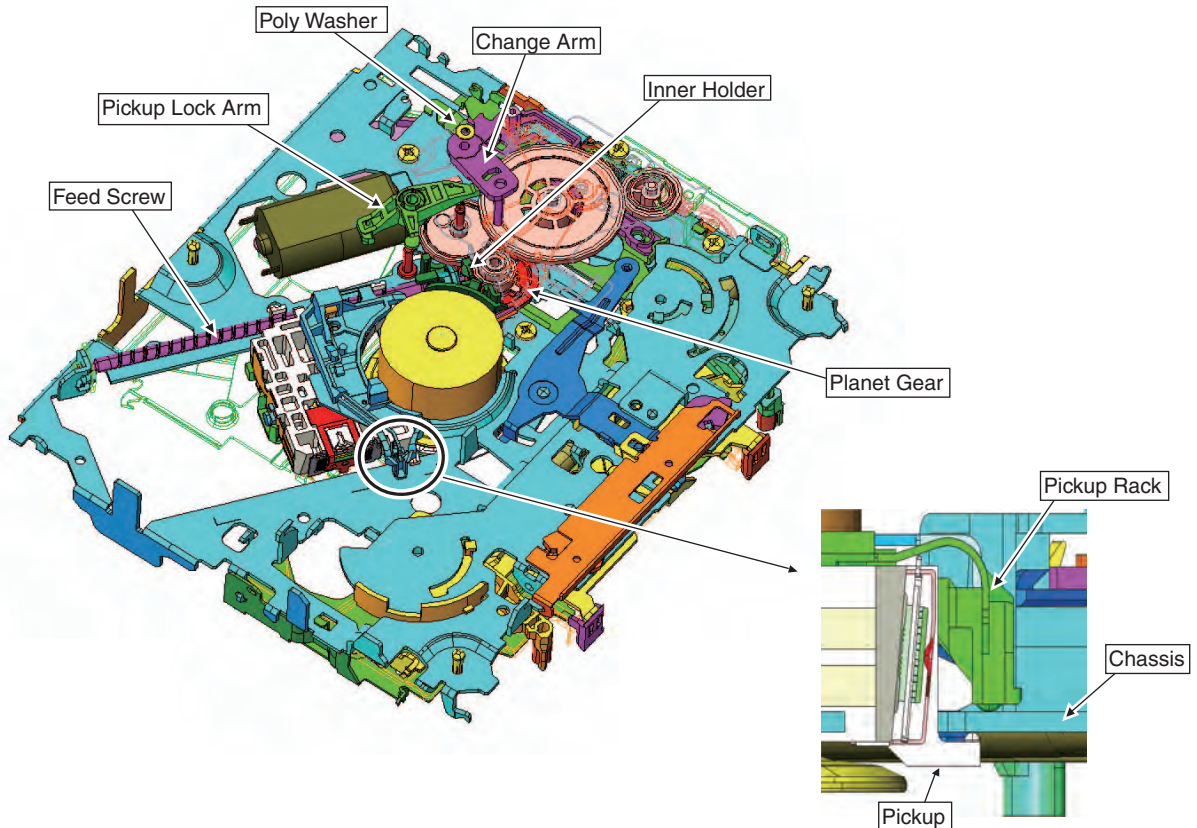 Poly Washer
Change Arm
Inner Holder
Pickup Lock Arm
Feed Screw
Planet Gear
Pickup Rack
Chassis
Pickup